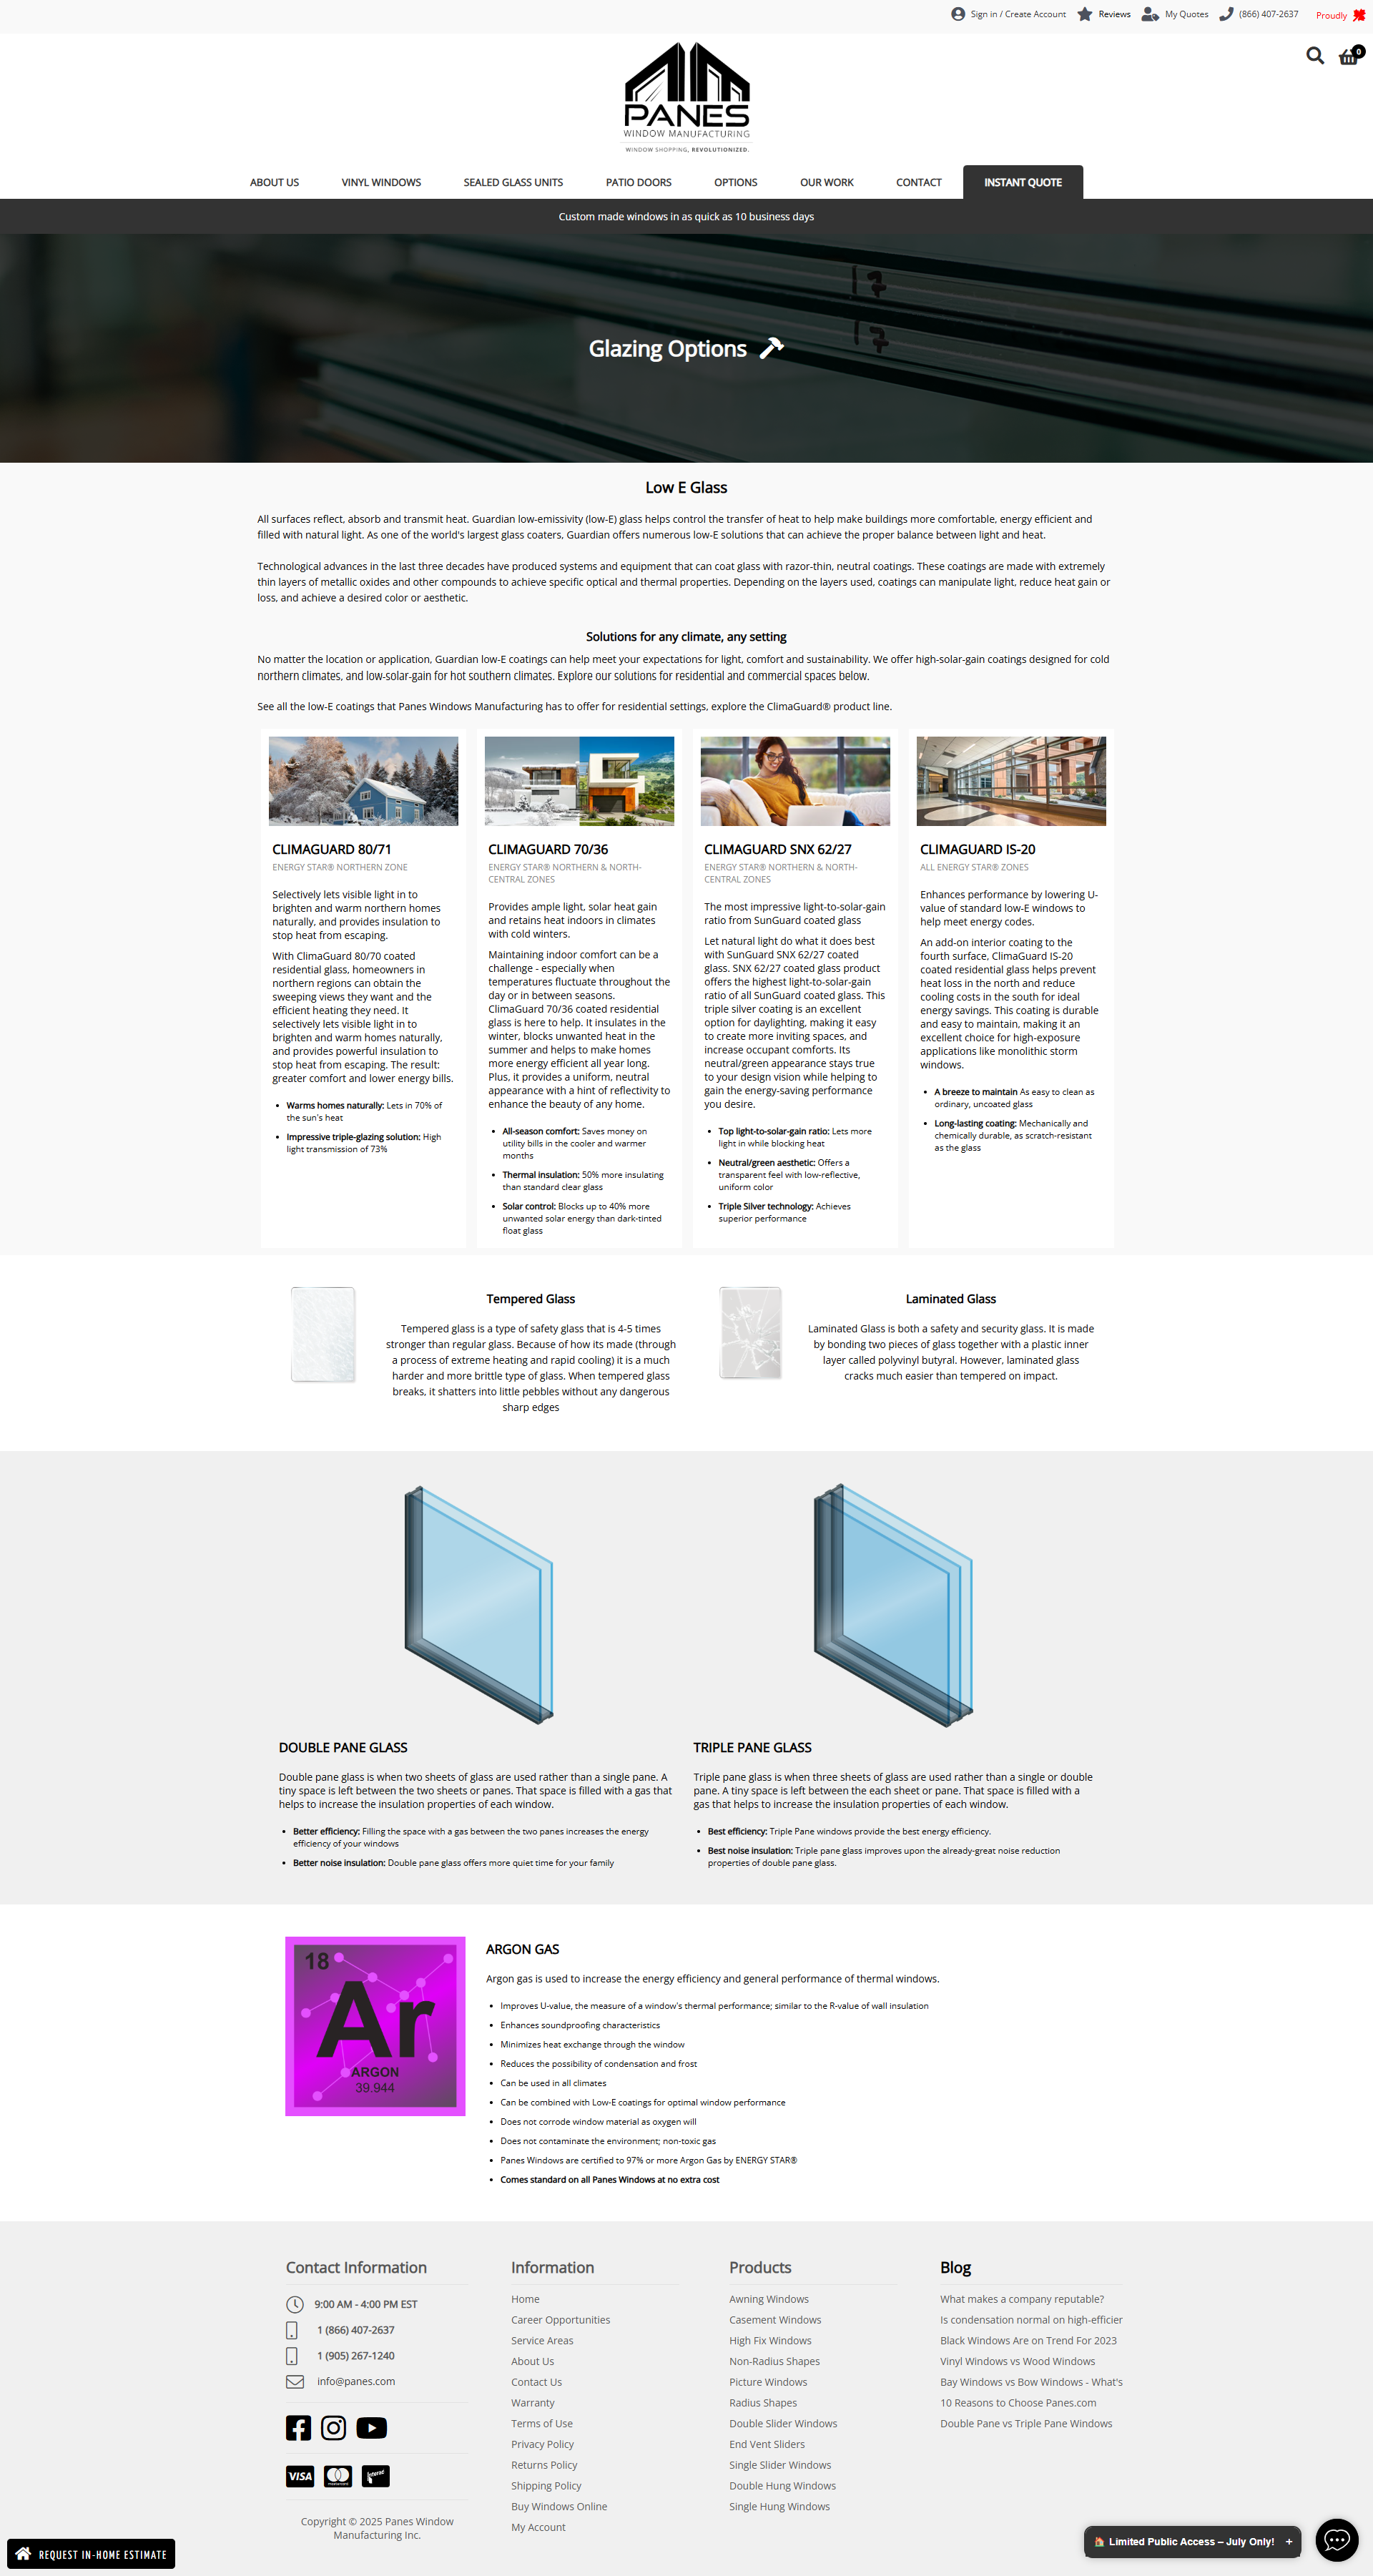 Sign in / Create Account
Reviews
My Quotes
(866) 407-2637
Proudly
0
PANES
WINDOW MANUFACTURING
WINDOW SHOPPING, REVOLUTIONIZED.
ABOUT US
VINYL WINDOWS
SEALED GLASS UNITS
PATIO DOORS
OPTIONS
OUR WORK
CONTACT
INSTANT QUOTE
Custom made windows in as quick as 10 business days
Glazing Options
Low E Glass
All surfaces reflect, absorb and transmit heat. Guardian low-emissivity (low-E) glass helps control the transfer of heat to help make buildings more comfortable, energy efficient and
filled with natural light. As one of the world's largest glass coaters, Guardian offers numerous low-E solutions that can achieve the proper balance between light and heat.
Technological advances in the last three decades have produced systems and equipment that can coat glass with razor-thin, neutral coatings. These coatings are made with extremely
thin layers of metallic oxides and other compounds to achieve specific optical and thermal properties. Depending on the layers used, coatings can manipulate light, reduce heat gain or
loss, and achieve a desired color or aesthetic.
Solutions for any climate, any setting
No matter the location or application, Guardian low-E coatings can help meet your expectations for light, comfort and sustainability. We offer high-solar-gain coatings designed for cold
northern climates, and low-solar-gain for hot southern climates. Explore our solutions for residential and commercial spaces below.
See all the low-E coatings that Panes Windows Manufacturing has to offer for residential settings, explore the ClimaGuard® product line.
CLIMAGUARD 80/71
ENERGY STAR® NORTHERN ZONE
Selectively lets visible light in to
brighten and warm northern homes
naturally, and provides insulation to
stop heat from escaping.
With ClimaGuard 80/70 coated
residential glass, homeowners in
northern regions can obtain the
sweeping views they want and the
efficient heating they need. It
selectively lets visible light in to
brighten and warm homes naturally,
and provides powerful insulation to
stop heat from escaping. The result:
greater comfort and lower energy bills.
• Warms homes naturally: Lets in 70% of
the sun's heat
• Impressive triple-glazing solution: High
light transmission of 73%
CLIMAGUARD 70/36
ENERGY STAR® NORTHERN & NORTH-
CENTRAL ZONES
Provides ample light, solar heat gain
and retains heat indoors in climates
with cold winters.
Maintaining indoor comfort can be a
challenge - especially when
temperatures fluctuate throughout the
day or in between seasons.
ClimaGuard 70/36 coated residential
glass is here to help. It insulates in the
winter, blocks unwanted heat in the
summer and helps to make homes
more energy efficient all year long.
Plus, it provides a uniform, neutral
appearance with a hint of reflectivity to
enhance the beauty of any home.
• All-season comfort: Saves money on
utility bills in the cooler and warmer
months
• Thermal insulation: 50% more insulating
than standard clear glass
• Solar control: Blocks up to 40% more
unwanted solar energy than dark-tinted
float glass
CLIMAGUARD SNX 62/27
ENERGY STAR® NORTHERN & NORTH-
CENTRAL ZONES
The most impressive light-to-solar-gain
ratio from SunGuard coated glass
Let natural light do what it does best
with SunGuard SNX 62/27 coated
glass. SNX 62/27 coated glass product
offers the highest light-to-solar-gain
ratio of all SunGuard coated glass. This
triple silver coating is an excellent
option for daylighting, making it easy
to create more inviting spaces, and
increase occupant comforts. Its
neutral/green appearance stays true
to your design vision while helping to
gain the energy-saving performance
you desire.
• Top light-to-solar-gain ratio: Lets more
light in while blocking heat
• Neutral/green aesthetic: Offers a
transparent feel with low-reflective,
uniform color
• Triple Silver technology: Achieves
superior performance
CLIMAGUARD IS-20
ALL ENERGY STAR® ZONES
Enhances performance by lowering U-
value of standard low-E windows to
help meet energy codes.
An add-on interior coating to the
fourth surface, ClimaGuard IS-20
coated residential glass helps prevent
heat loss in the north and reduce
cooling costs in the south for ideal
energy savings. This coating is durable
and easy to maintain, making it an
excellent choice for high-exposure
applications like monolithic storm
windows.
• A breeze to maintain As easy to clean as
ordinary, uncoated glass
• Long-lasting coating: Mechanically and
chemically durable, as scratch-resistant
as the glass
Tempered Glass
Tempered glass is a type of safety glass that is 4-5 times
stronger than regular glass. Because of how its made (through
a process of extreme heating and rapid cooling) it is a much
harder and more brittle type of glass. When tempered glass
breaks, it shatters into little pebbles without any dangerous
sharp edges
Laminated Glass
Laminated Glass is both a safety and security glass. It is made
by bonding two pieces of glass together with a plastic inner
layer called polyvinyl butyral. However, laminated glass
cracks much easier than tempered on impact.
DOUBLE PANE GLASS
Double pane glass is when two sheets of glass are used rather than a single pane. A
tiny space is left between the two sheets or panes. That space is filled with a gas that
helps to increase the insulation properties of each window.
• Better efficiency: Filling the space with a gas between the two panes increases the energy
efficiency of your windows
• Better noise insulation: Double pane glass offers more quiet time for your family
TRIPLE PANE GLASS
Triple pane glass is when three sheets of glass are used rather than a single or double
pane. A tiny space is left between the each sheet or pane. That space is filled with a
gas that helps to increase the insulation properties of each window.
• Best efficiency: Triple Pane windows provide the best energy efficiency.
• Best noise insulation: Triple pane glass improves upon the already-great noise reduction
properties of double pane glass.
18
Ar
ARGON
39.944
ARGON GAS
Argon gas is used to increase the energy efficiency and general performance of thermal windows.
• Improves U-value, the measure of a window's thermal performance; similar to the R-value of wall insulation
• Enhances soundproofing characteristics
• Minimizes heat exchange through the window
• Reduces the possibility of condensation and frost
• Can be used in all climates
• Can be combined with Low-E coatings for optimal window performance
• Does not corrode window material as oxygen will
• Does not contaminate the environment; non-toxic gas
• Panes Windows are certified to 97% or more Argon Gas by ENERGY STAR®
• Comes standard on all Panes Windows at no extra cost
Contact Information
9:00 AM - 4:00 PM EST
1 (866) 407-2637
1 (905) 267-1240
info@panes.com
VISA
mastercard
Interac
Copyright © 2025 Panes Window
Manufacturing Inc.
Information
Home
Career Opportunities
Service Areas
About Us
Contact Us
Warranty
Terms of Use
Privacy Policy
Returns Policy
Shipping Policy
Buy Windows Online
My Account
Products
Awning Windows
Casement Windows
High Fix Windows
Non-Radius Shapes
Picture Windows
Radius Shapes
Double Slider Windows
End Vent Sliders
Single Slider Windows
Double Hung Windows
Single Hung Windows
Blog
What makes a company reputable?
Is condensation normal on high-efficier
Black Windows Are on Trend For 2023
Vinyl Windows vs Wood Windows
Bay Windows vs Bow Windows - What's
10 Reasons to Choose Panes.com
Double Pane vs Triple Pane Windows
REQUEST IN-HOME ESTIMATE
Limited Public Access – July Only! +